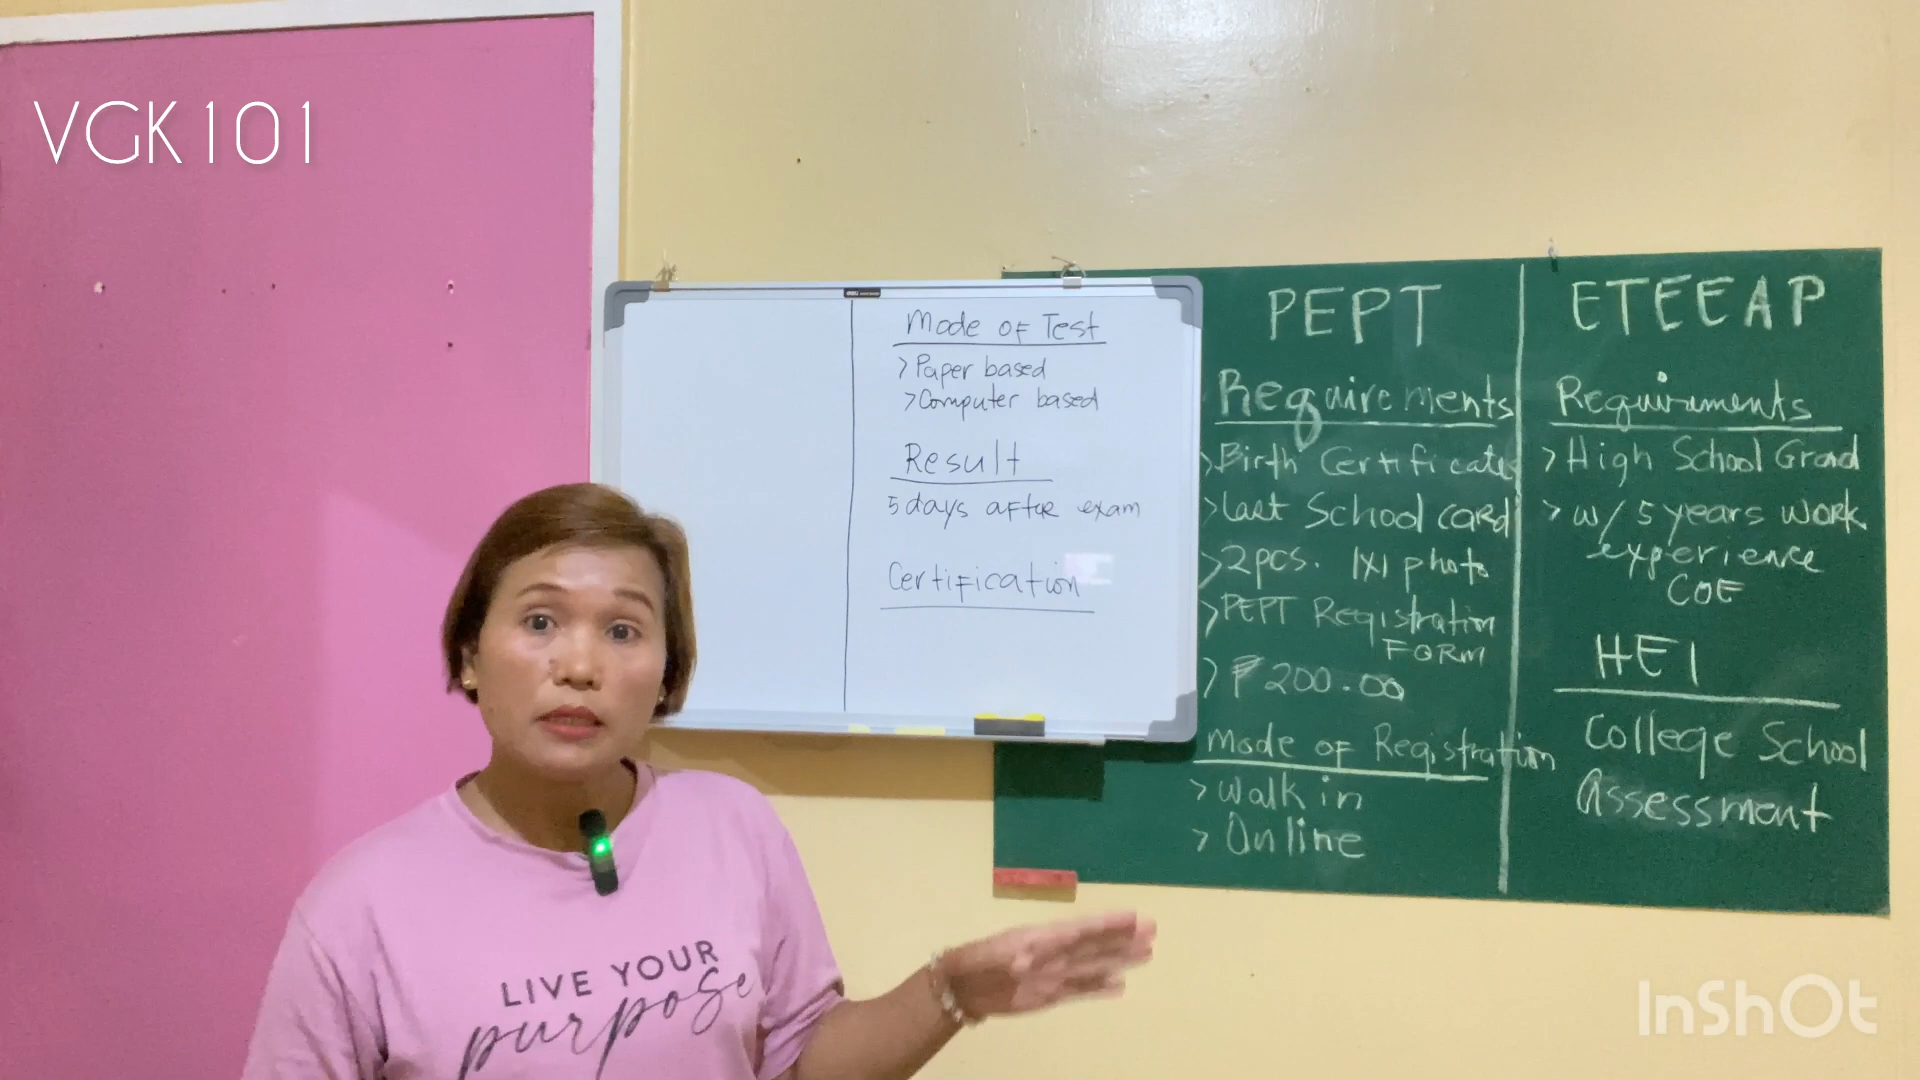 VGK101
Mode of Test
> Paper based
> Computer based
Result
5 days after exam
Certification
PEPT
Requirements
> Birth Certificate
> Last School card
> 2pcs. 1x1 photo
> PEPT Registration
Form
> ₱200.00
Mode of Registration
> Walk in
> Online
ETEEAP
Requirements
> High School Grad
> w/ 5 years work
experience
COE
HEI
College School
Assessment
LIVE YOUR
purpose
InShOt